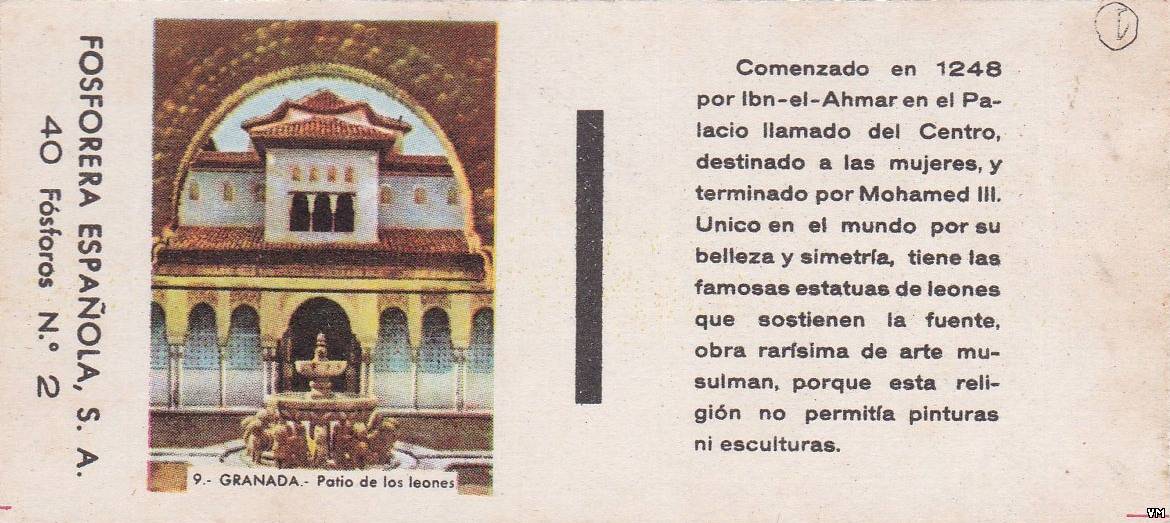 FOSFORERA ESPAÑOLA, S. A.
40 Fósforos N.º 2
9.- GRANADA.- Patio de los leones
Comenzado en 1248
por Ibn-el-Ahmar en el Pa-
lacio llamado del Centro,
destinado a las mujeres, y
terminado por Mohamed III.
Unico en el mundo por su
belleza y simetría, tiene las
famosas estatuas de leones
que sostienen la fuente,
obra rarísima de arte mu-
sulman, porque esta reli-
gión no permitía pinturas
ni esculturas.
1
VM